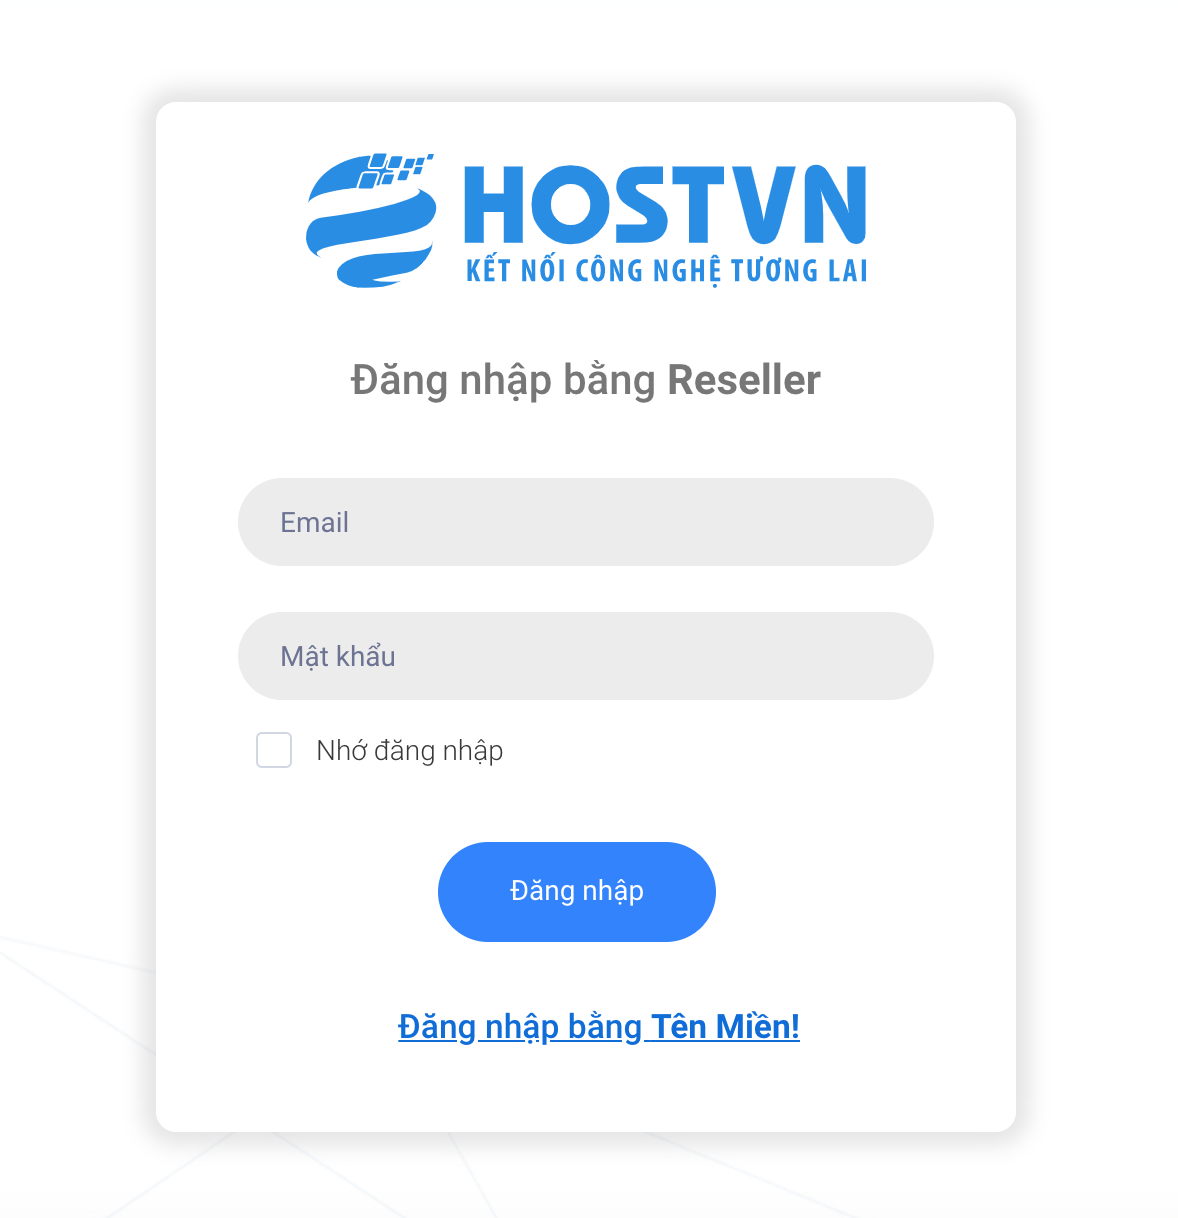 HOSTVN
KẾT NỐI CÔNG NGHỆ TƯƠNG LAI
Đăng nhập bằng Reseller
Email
Mật khẩu
Nhớ đăng nhập
Đăng nhập
Đăng nhập bằng Tên Miền!